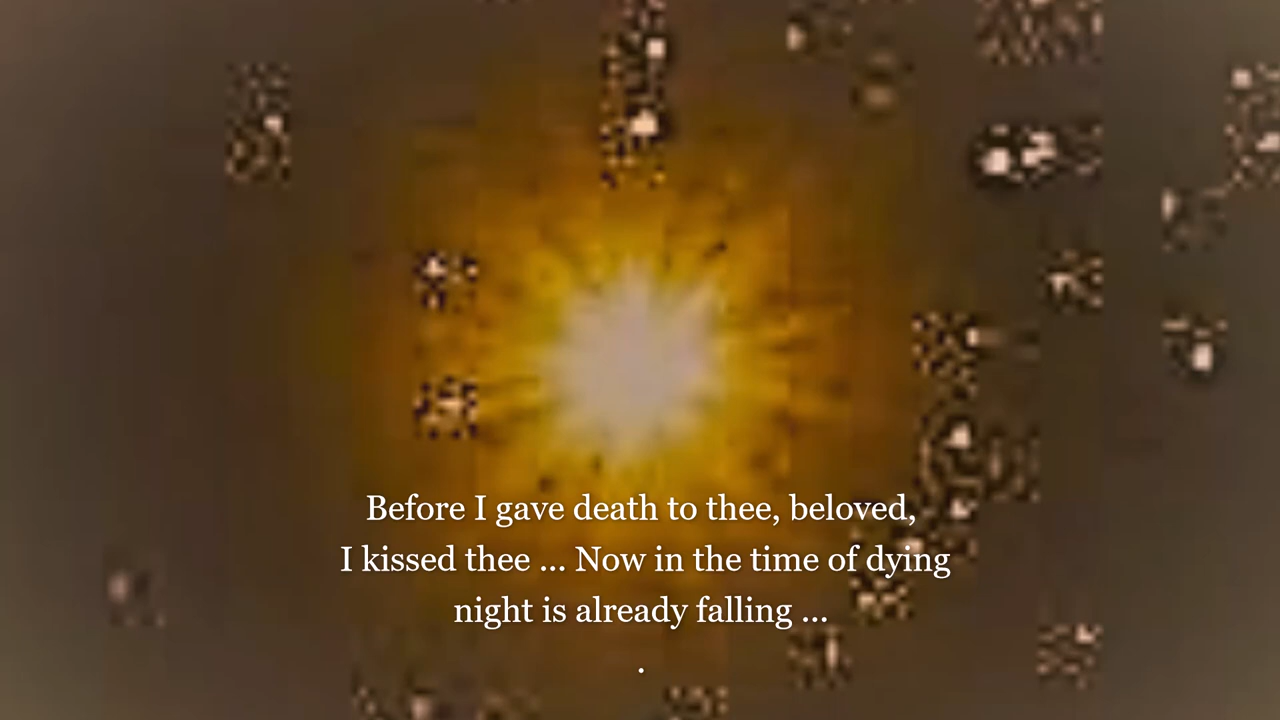 Before I gave death to thee, beloved,
I kissed thee ... Now in the time of dying
night is already falling ...
.